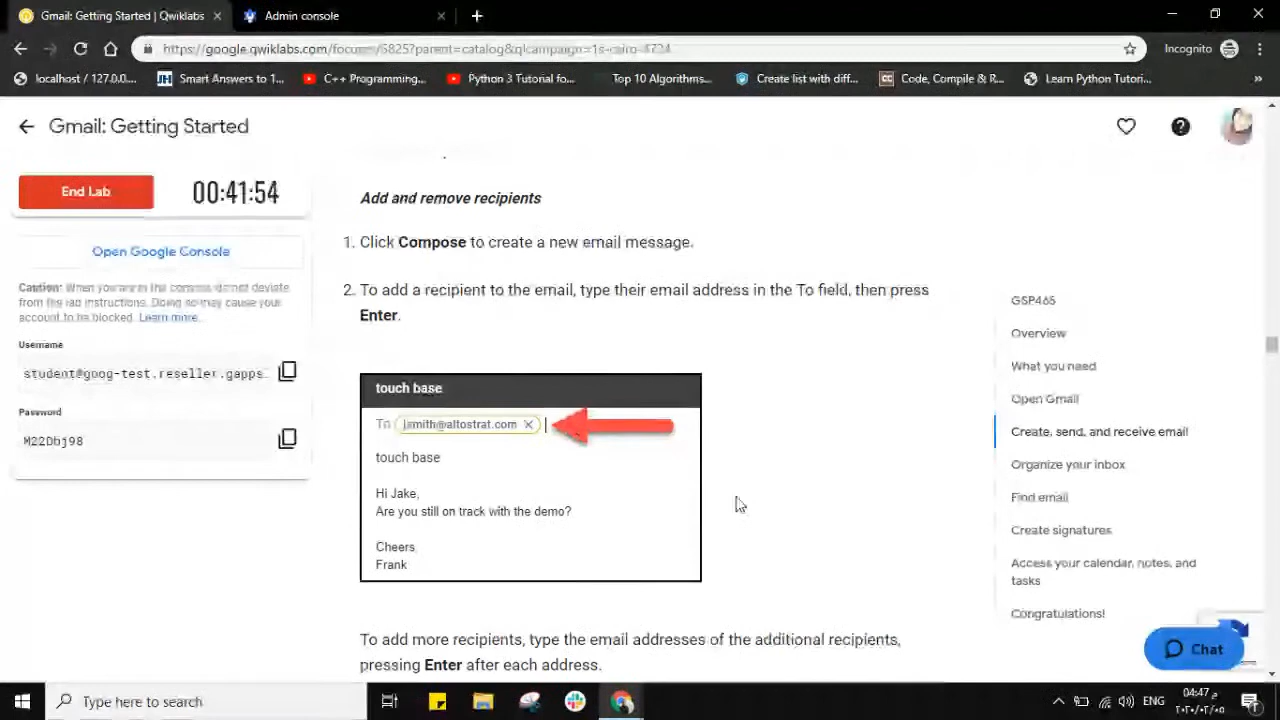 Gmail: Getting Started | Qwiklabs
Admin console
https://google.qwiklabs.com/focuses/5825?parent=catalog&qlcampaign=1s-cairo-4724
Incognito
localhost / 127.0.0....
Smart Answers to 1...
C++ Programming...
Python 3 Tutorial fo...
Top 10 Algorithms...
Create list with diff...
Code, Compile & R...
Learn Python Tutori...
»
Gmail: Getting Started
End Lab
00:41:54
Open Google Console
Caution: When you are in the console, do not deviate
from the lab instructions. Doing so may cause your
account to be blocked. Learn more.
Username
student@goog-test.reseller.gapps.
Password
M22Dbj98
Add and remove recipients
1. Click Compose to create a new email message.
2. To add a recipient to the email, type their email address in the To field, then press
Enter.
touch base
To jsmith@altostrat.com
touch base
Hi Jake,
Are you still on track with the demo?
Cheers
Frank
To add more recipients, type the email addresses of the additional recipients,
pressing Enter after each address.
GSP465
Overview
What you need
Open Gmail
Create, send, and receive email
Organize your inbox
Find email
Create signatures
Access your calendar, notes, and
tasks
Congratulations!
Chat
Type here to search
ENG
04:47 م